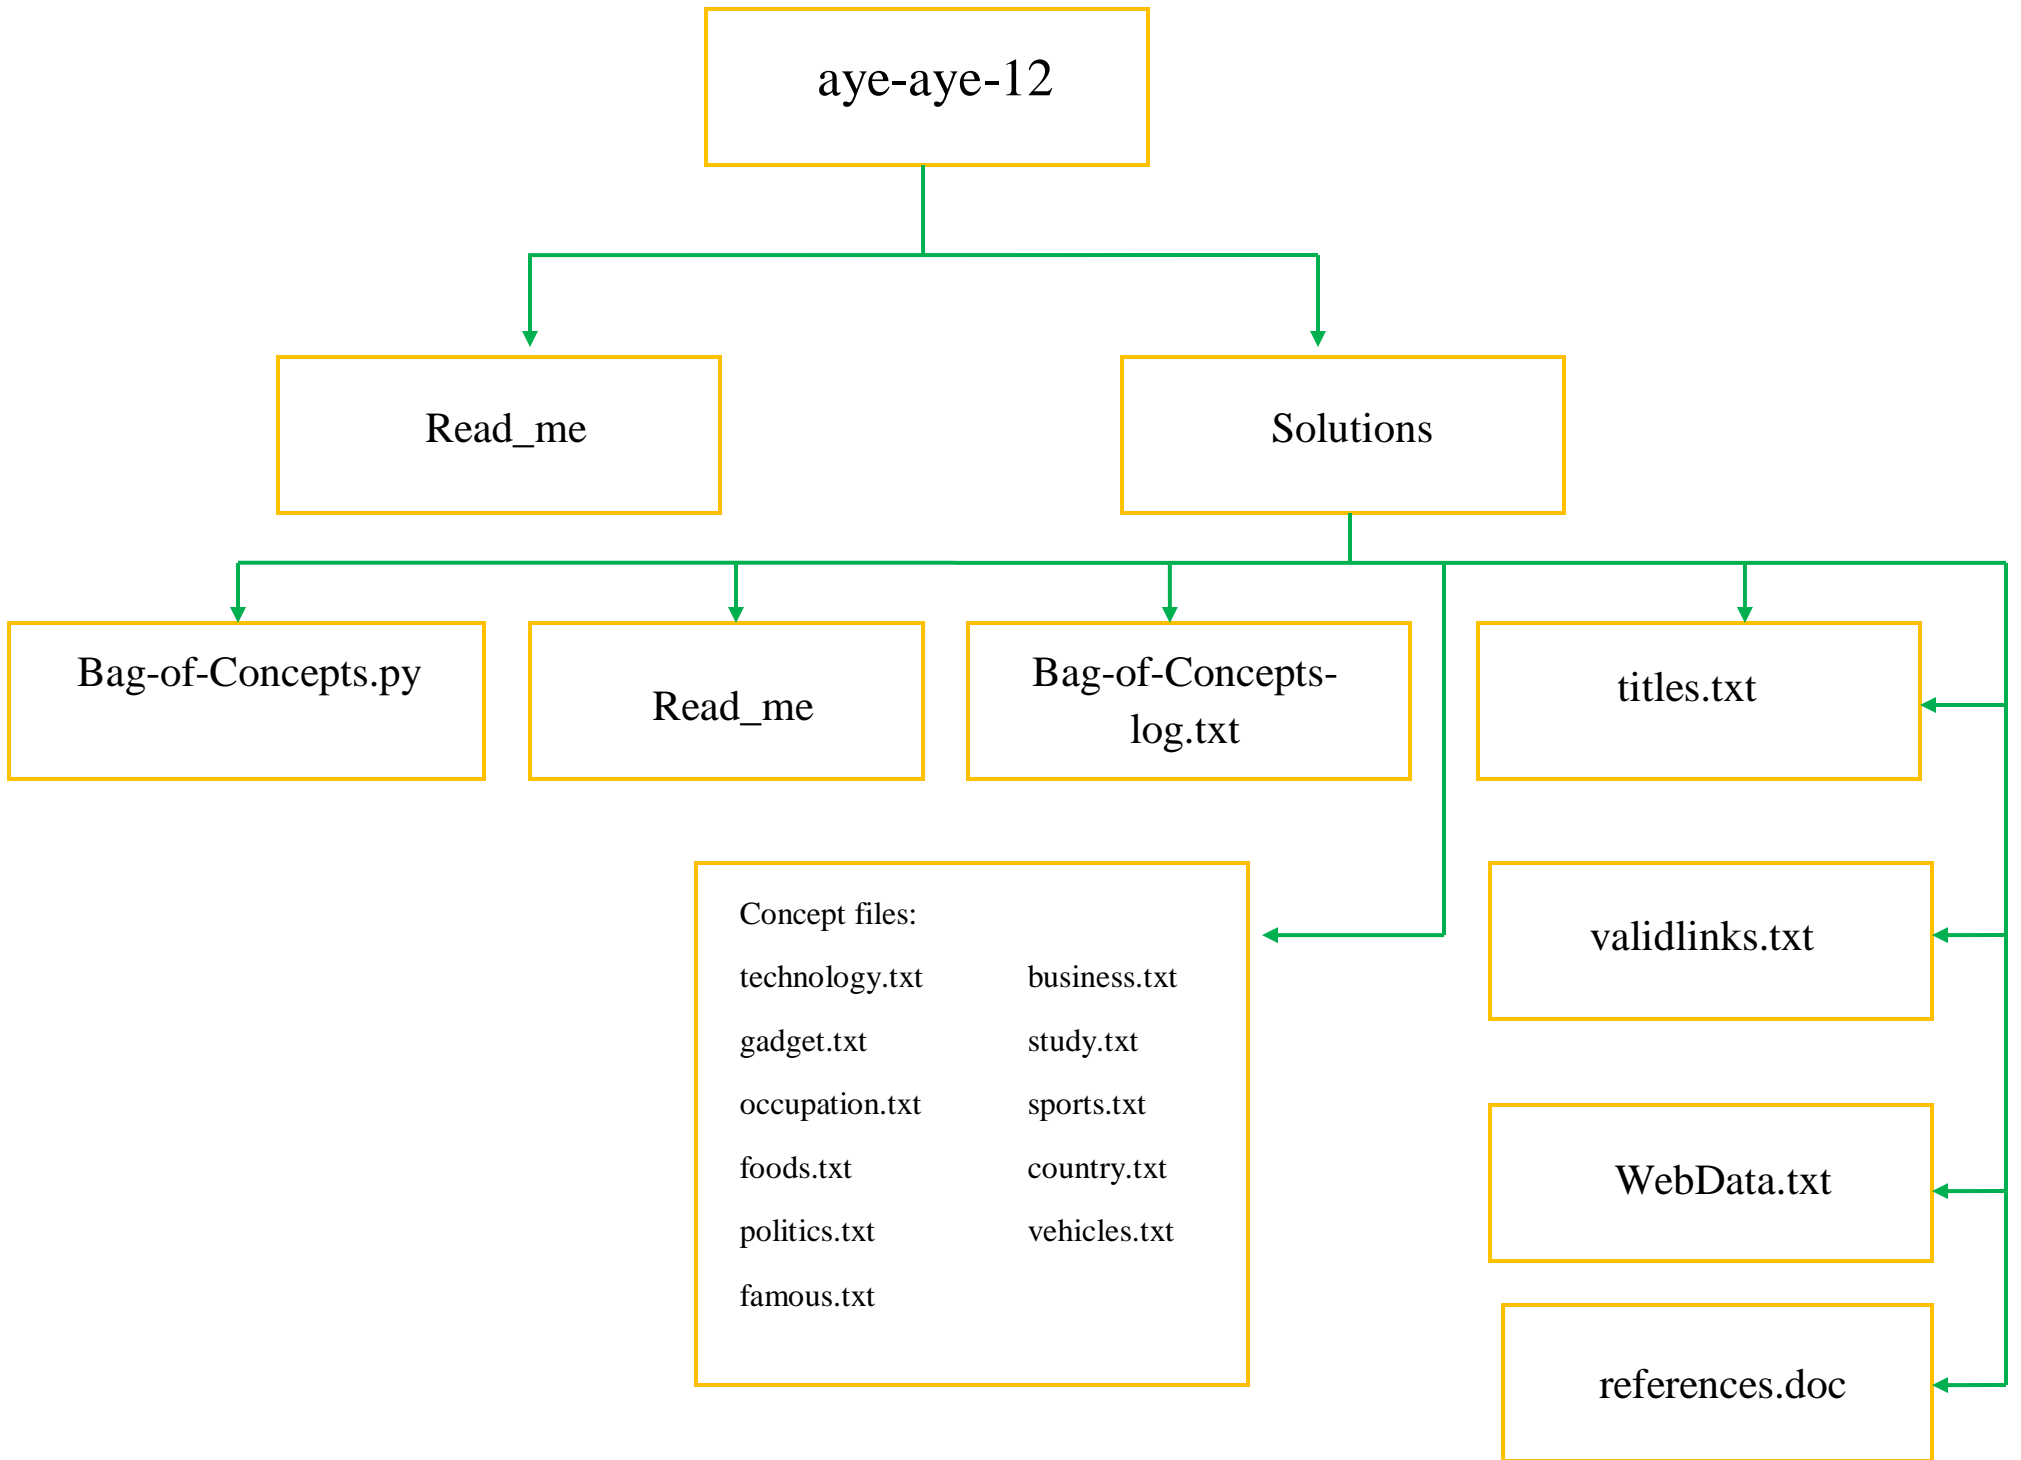 aye-aye-12
Read_me
Solutions
Bag-of-Concepts.py
Read_me
Bag-of-Concepts-
log.txt
titles.txt
Concept files:
technology.txt business.txt
gadget.txt study.txt
occupation.txt sports.txt
foods.txt country.txt
politics.txt vehicles.txt
famous.txt
validlinks.txt
WebData.txt
references.doc